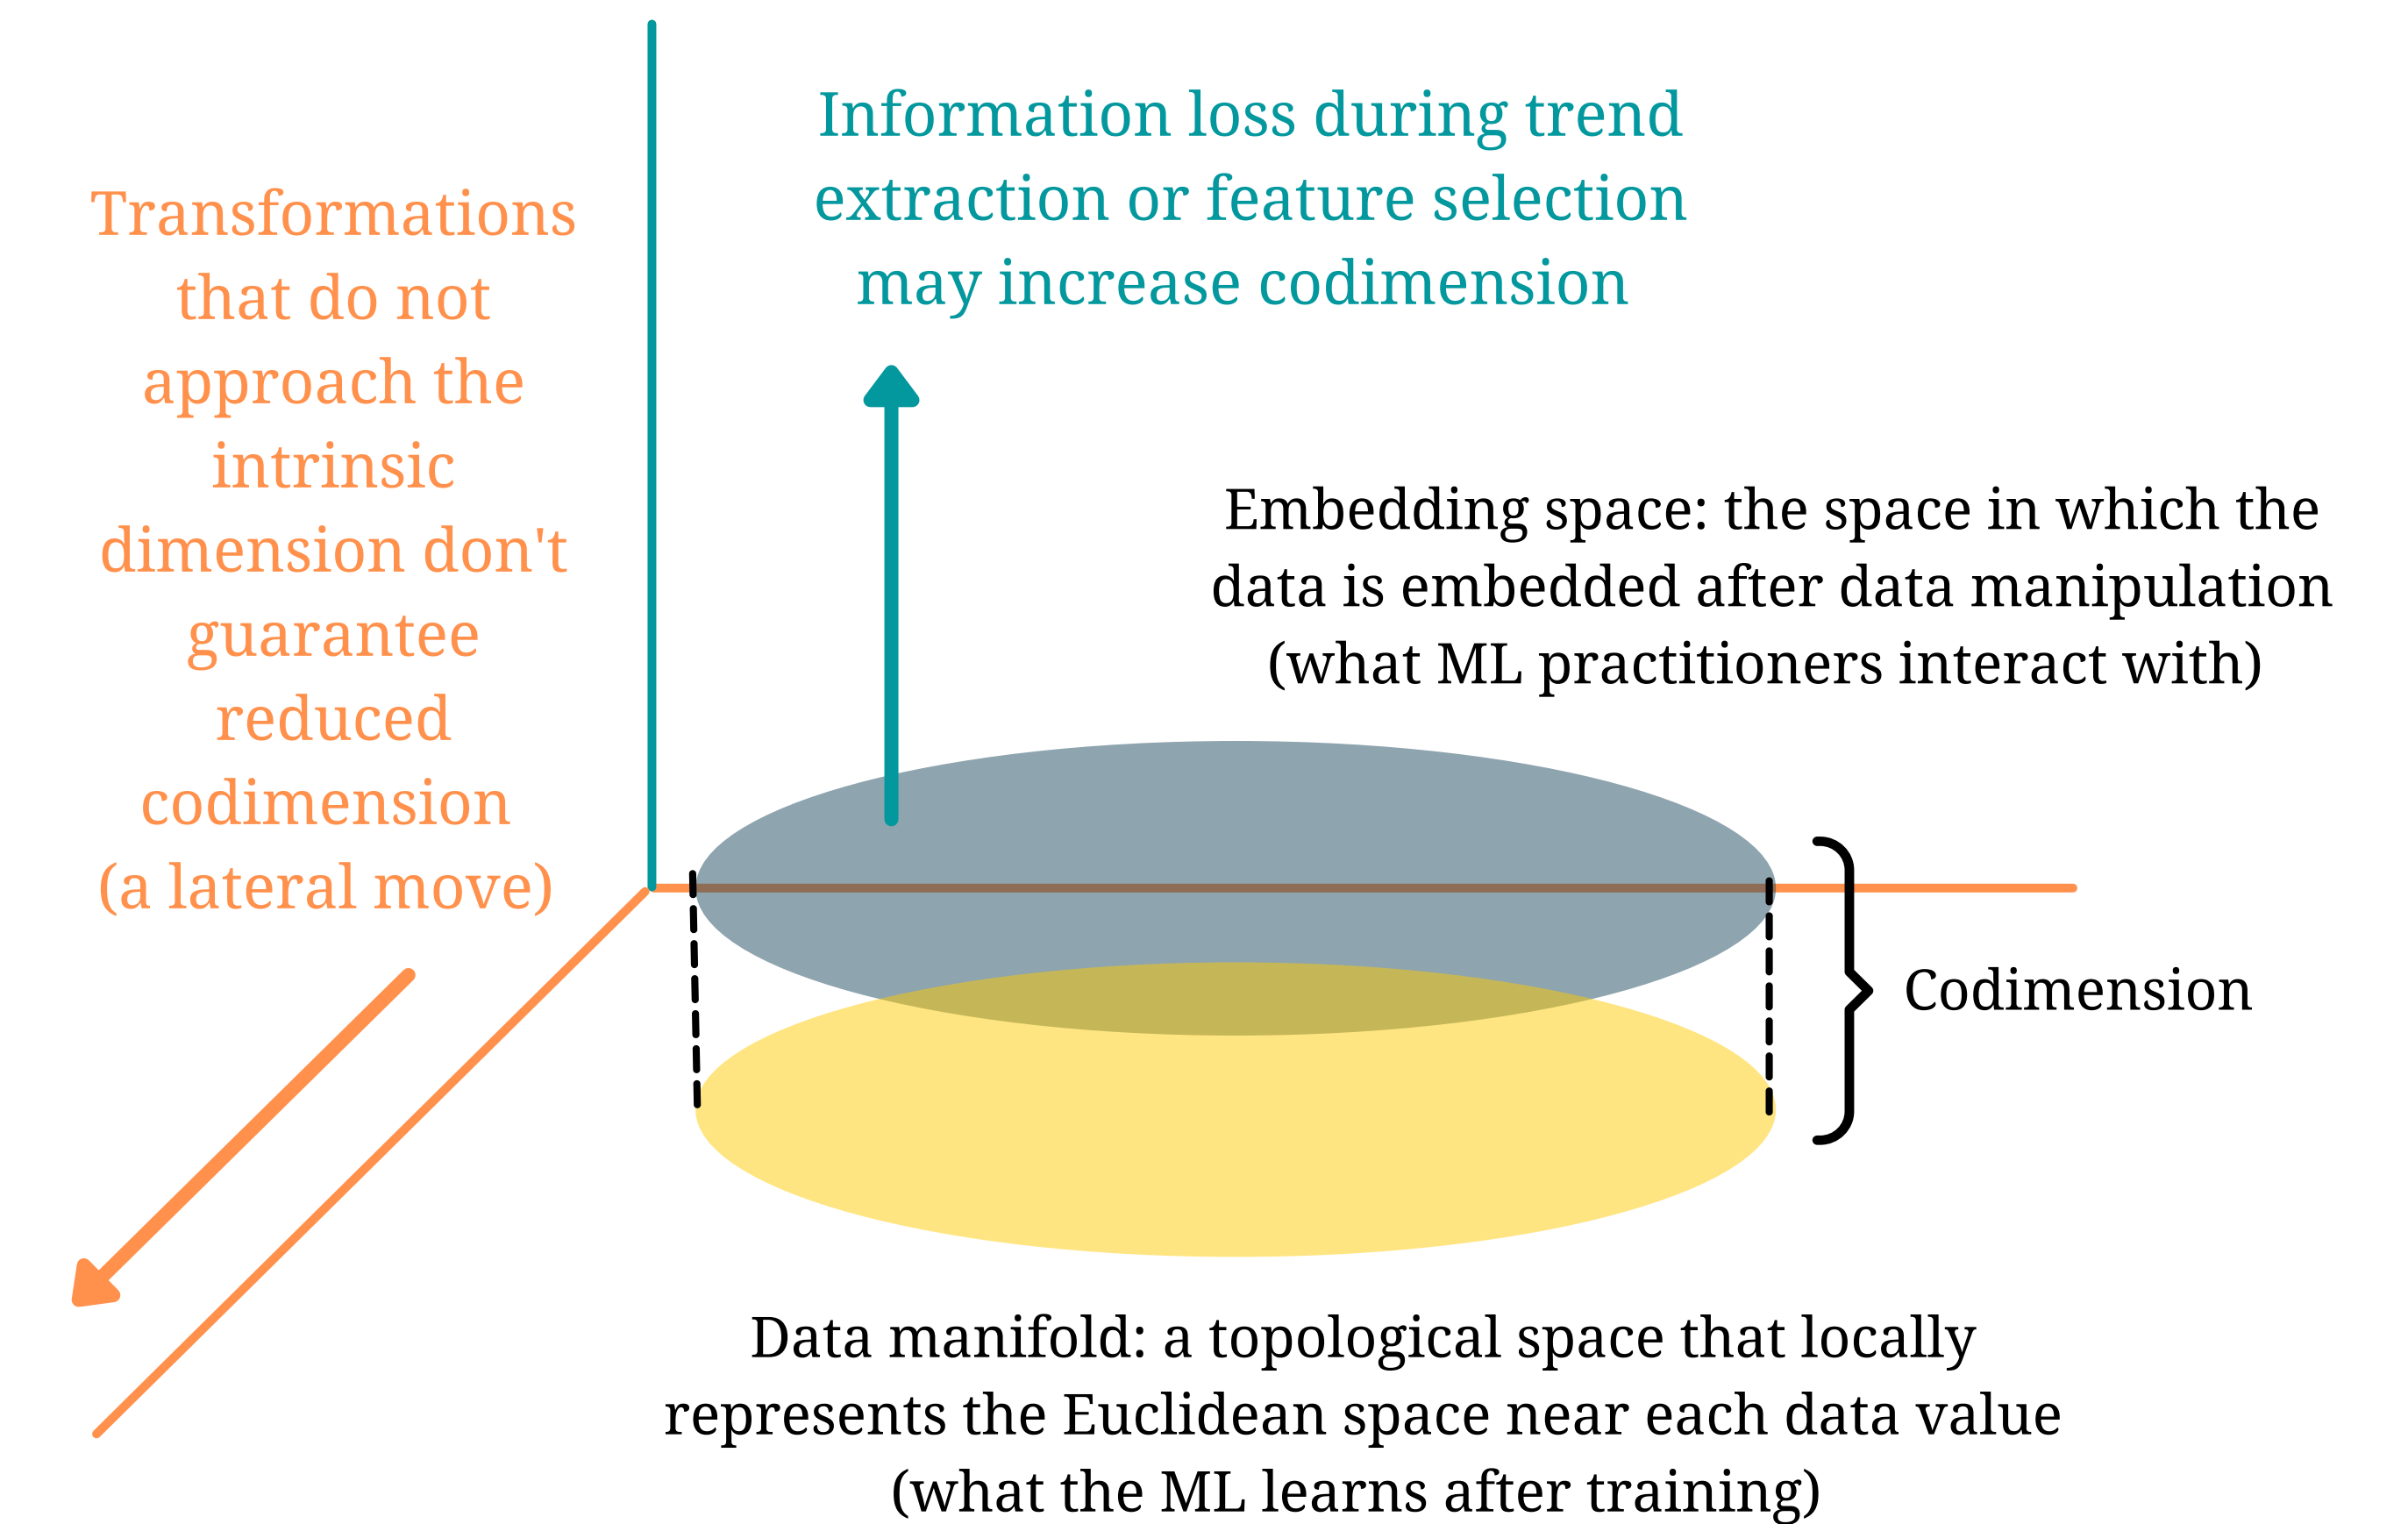 Transformations
that do not
approach the
intrinsic
dimension don't
guarantee
reduced
codimension
(a lateral move)
Information loss during trend
extraction or feature selection
may increase codimension
Embedding space: the space in which the
data is embedded after data manipulation
(what ML practitioners interact with)
Codimension
Data manifold: a topological space that locally
represents the Euclidean space near each data value
(what the ML learns after training)